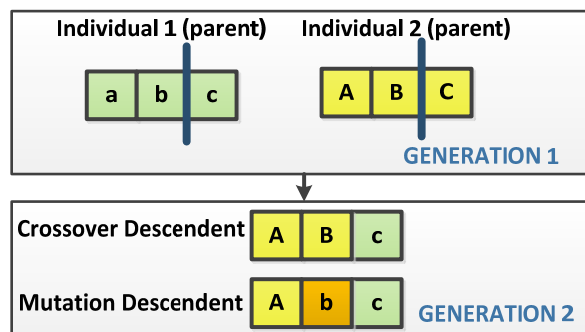 Individual 1 (parent) Individual 2 (parent)
a b c A B C
GENERATION 1
Crossover Descendent A B c
Mutation Descendent A b c
GENERATION 2